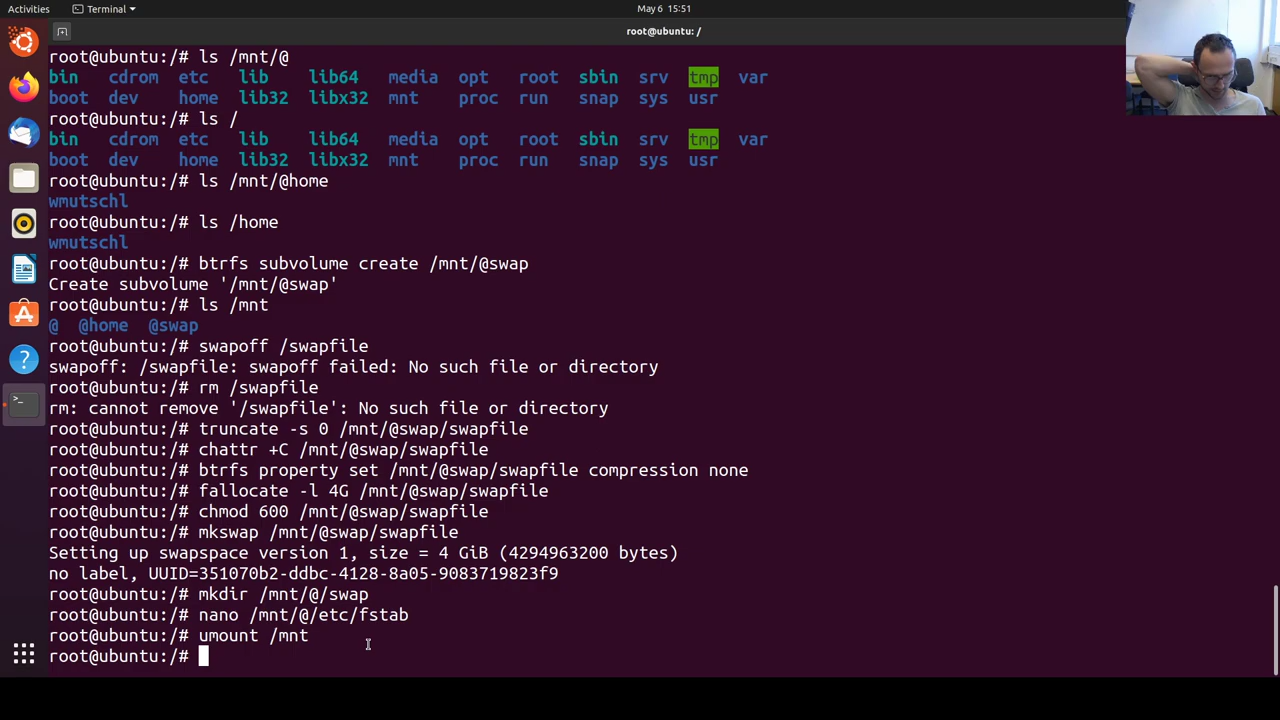 Activities Terminal May 6 15:51
root@ubuntu: /
root@ubuntu:/# ls /mnt/@
bin cdrom etc lib lib64 media opt root sbin srv tmp var
boot dev home lib32 libx32 mnt proc run snap sys usr
root@ubuntu:/# ls /
bin cdrom etc lib lib64 media opt root sbin srv tmp var
boot dev home lib32 libx32 mnt proc run snap sys usr
root@ubuntu:/# ls /mnt/@home
wmutschl
root@ubuntu:/# ls /home
wmutschl
root@ubuntu:/# btrfs subvolume create /mnt/@swap
Create subvolume '/mnt/@swap'
root@ubuntu:/# ls /mnt
@ @home @swap
root@ubuntu:/# swapoff /swapfile
swapoff: /swapfile: swapoff failed: No such file or directory
root@ubuntu:/# rm /swapfile
rm: cannot remove '/swapfile': No such file or directory
root@ubuntu:/# truncate -s 0 /mnt/@swap/swapfile
root@ubuntu:/# chattr +C /mnt/@swap/swapfile
root@ubuntu:/# btrfs property set /mnt/@swap/swapfile compression none
root@ubuntu:/# fallocate -l 4G /mnt/@swap/swapfile
root@ubuntu:/# chmod 600 /mnt/@swap/swapfile
root@ubuntu:/# mkswap /mnt/@swap/swapfile
Setting up swapspace version 1, size = 4 GiB (4294963200 bytes)
no label, UUID=351070b2-ddbc-4128-8a05-9083719823f9
root@ubuntu:/# mkdir /mnt/@/swap
root@ubuntu:/# nano /mnt/@/etc/fstab
root@ubuntu:/# umount /mnt
root@ubuntu:/#